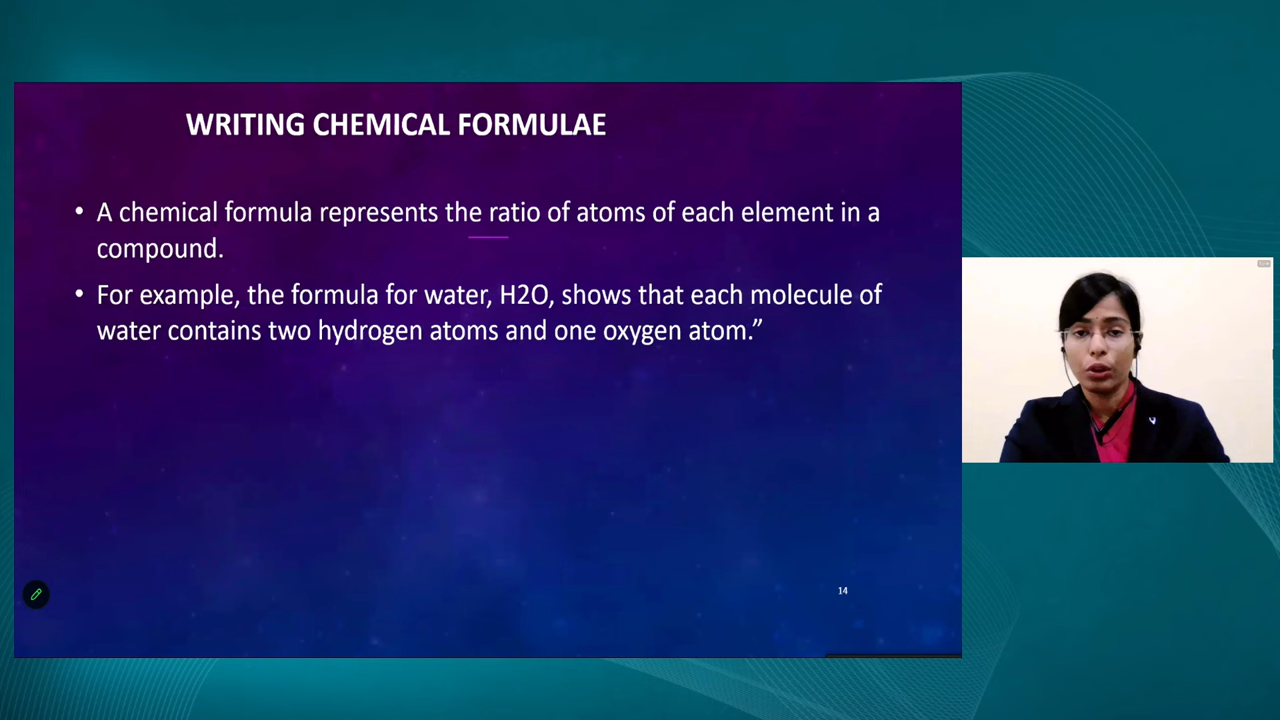 WRITING CHEMICAL FORMULAE
• A chemical formula represents the ratio of atoms of each element in a
compound.
• For example, the formula for water, H2O, shows that each molecule of
water contains two hydrogen atoms and one oxygen atom.”
14